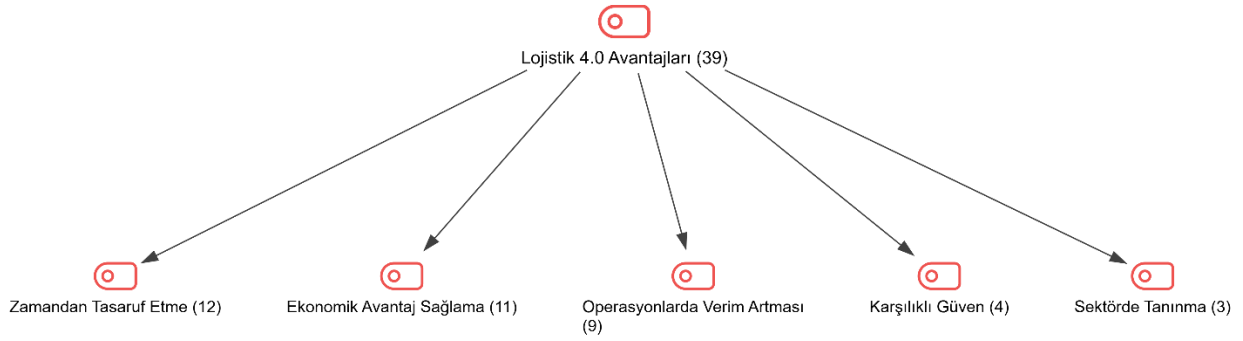 Lojistik 4.0 Avantajları (39)
Zamandan Tasaruf Etme (12)
Ekonomik Avantaj Sağlama (11)
Operasyonlarda Verim Artması
(9)
Karşılıklı Güven (4)
Sektörde Tanınma (3)